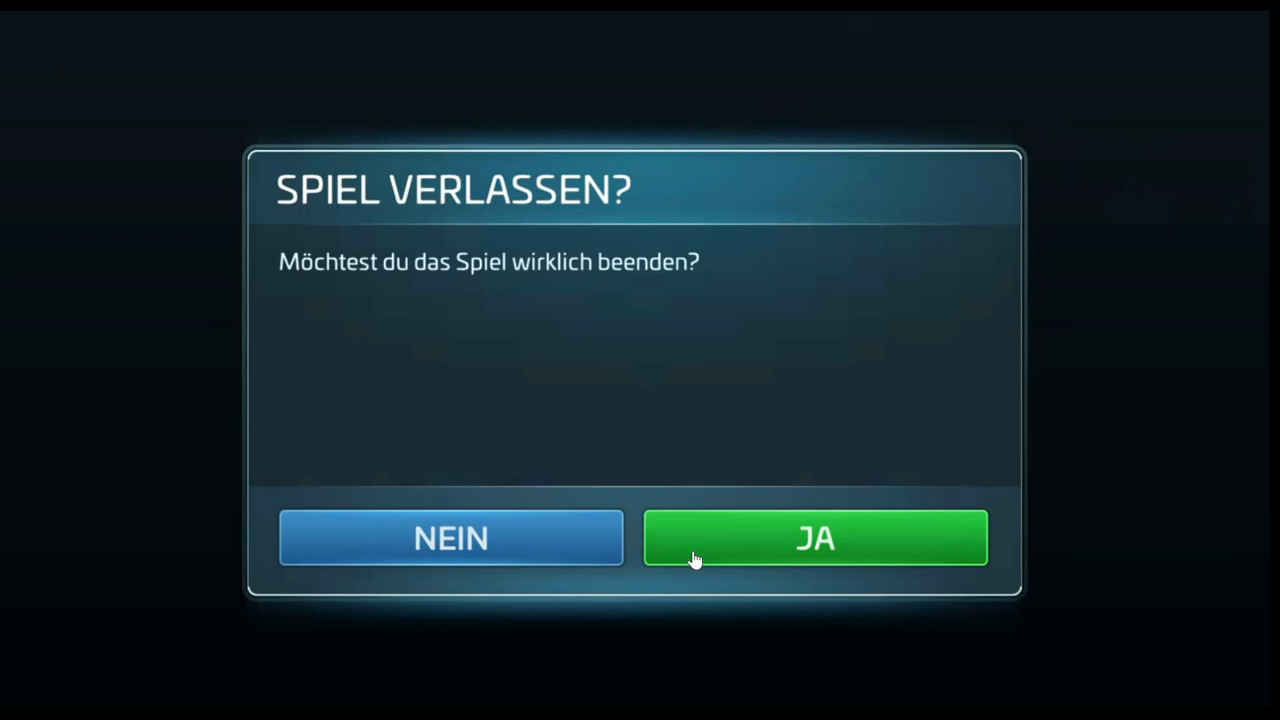 SPIEL VERLASSEN?
Möchtest du das Spiel wirklich beenden?
NEIN
JA